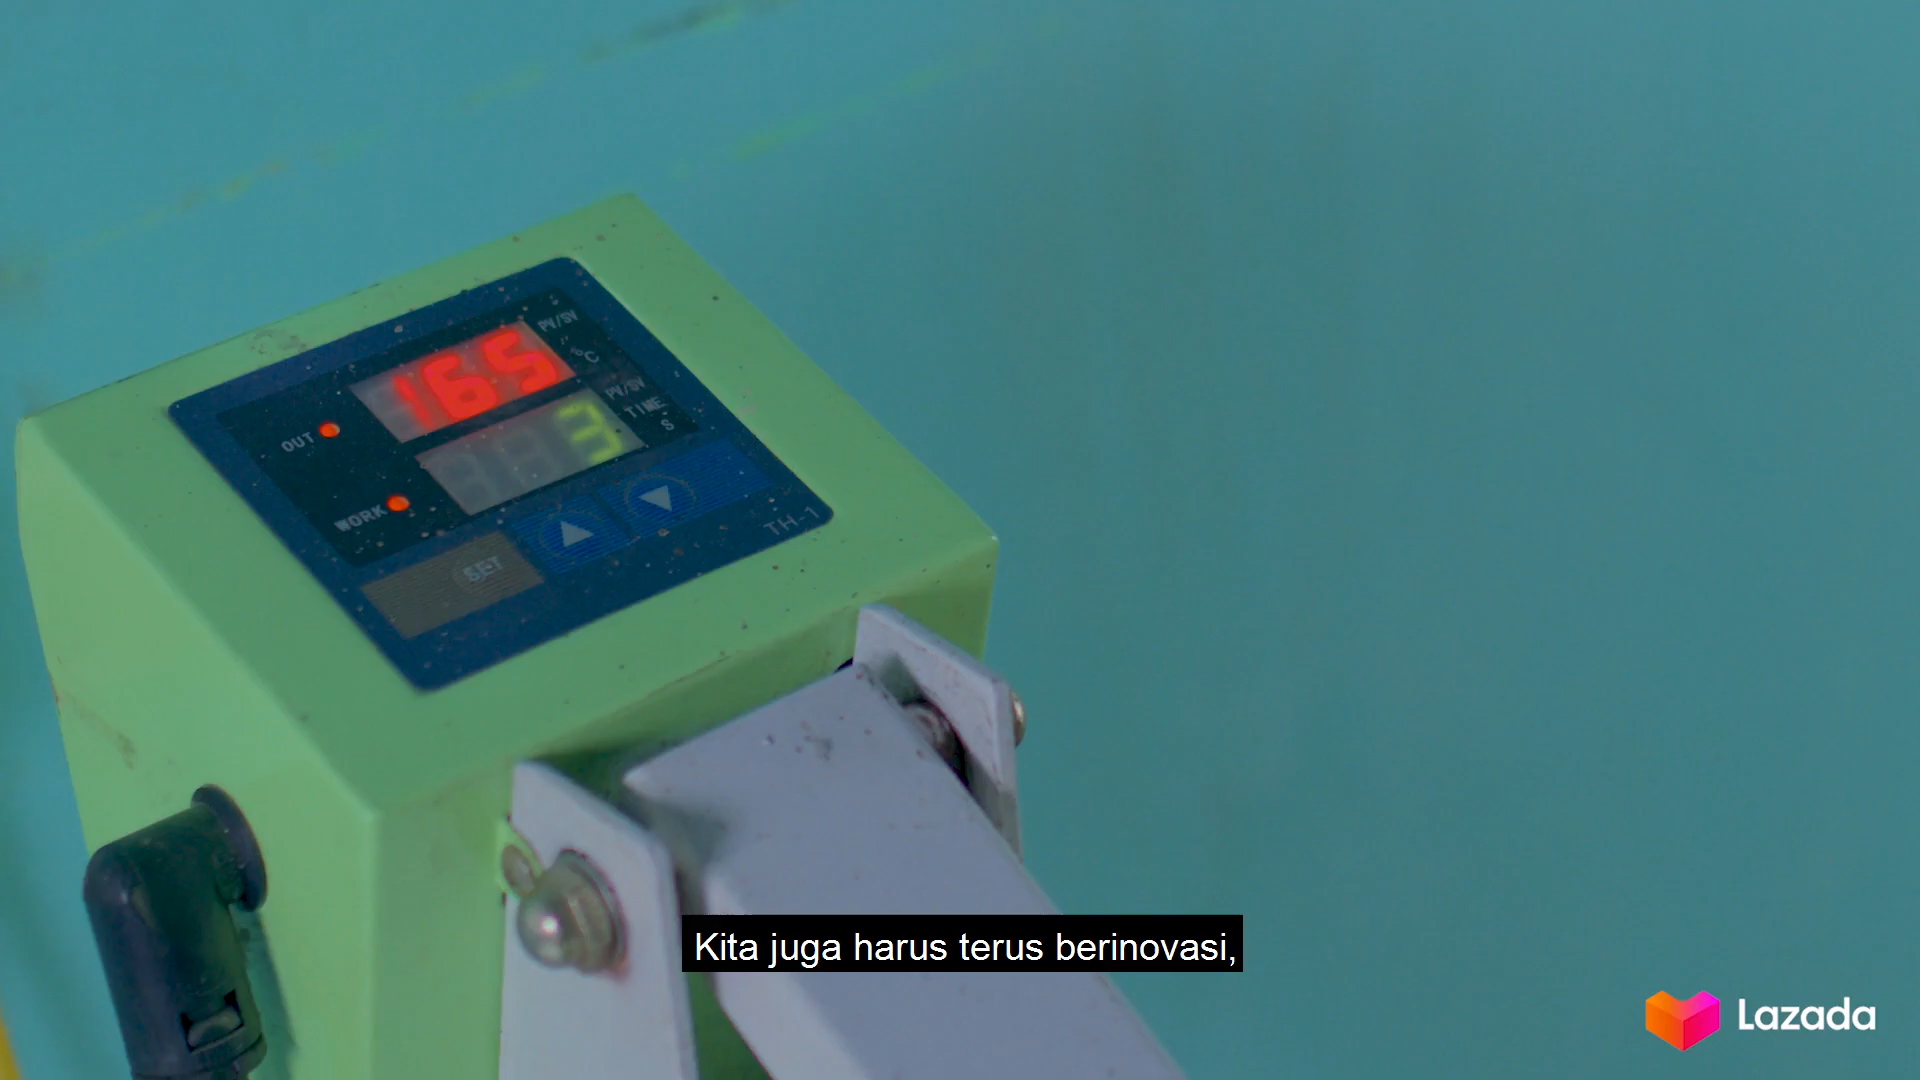 165
PV/SV
°C
3
PV/SV
TIME
S
OUT
WORK
SET
TH-1
Kita juga harus terus berinovasi,
Lazada